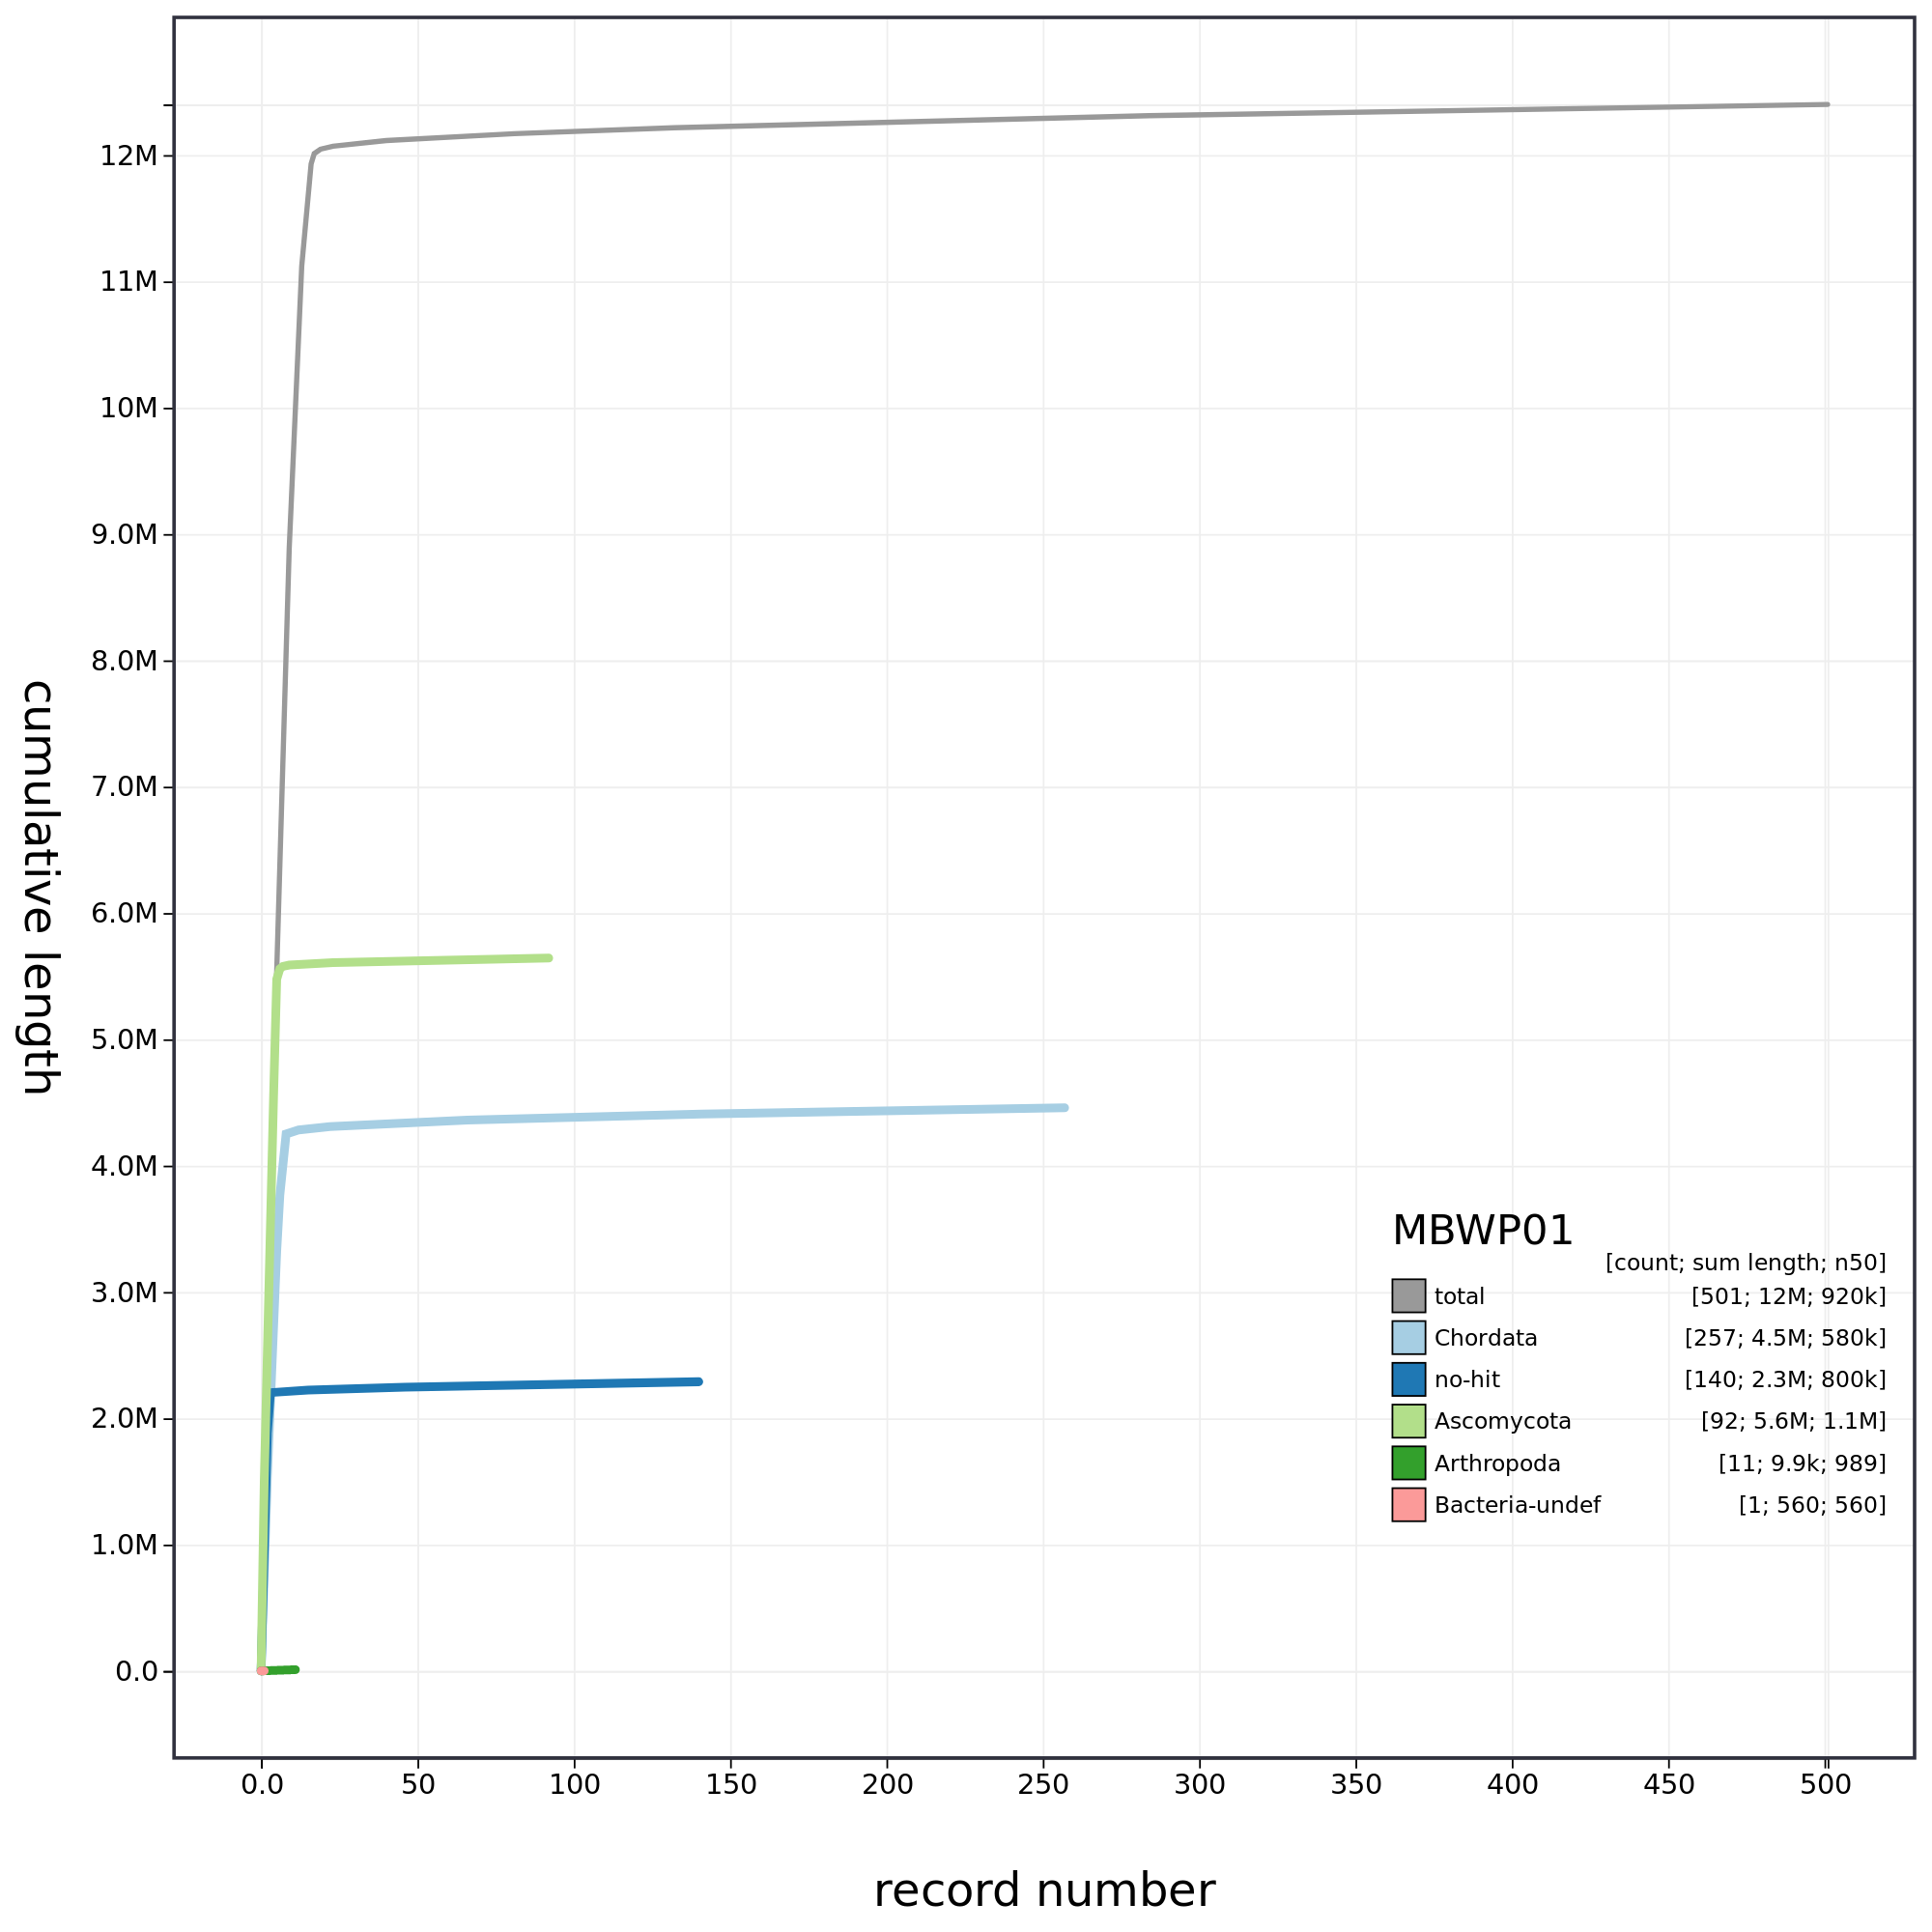 cumulative length
12M
11M
10M
9.0M
8.0M
7.0M
6.0M
5.0M
4.0M
3.0M
2.0M
1.0M
0.0
MBWP01
[count; sum length; n50]
total [501; 12M; 920k]
Chordata [257; 4.5M; 580k]
no-hit [140; 2.3M; 800k]
Ascomycota [92; 5.6M; 1.1M]
Arthropoda [11; 9.9k; 989]
Bacteria-undef [1; 560; 560]
0.0 50 100 150 200 250 300 350 400 450 500
record number